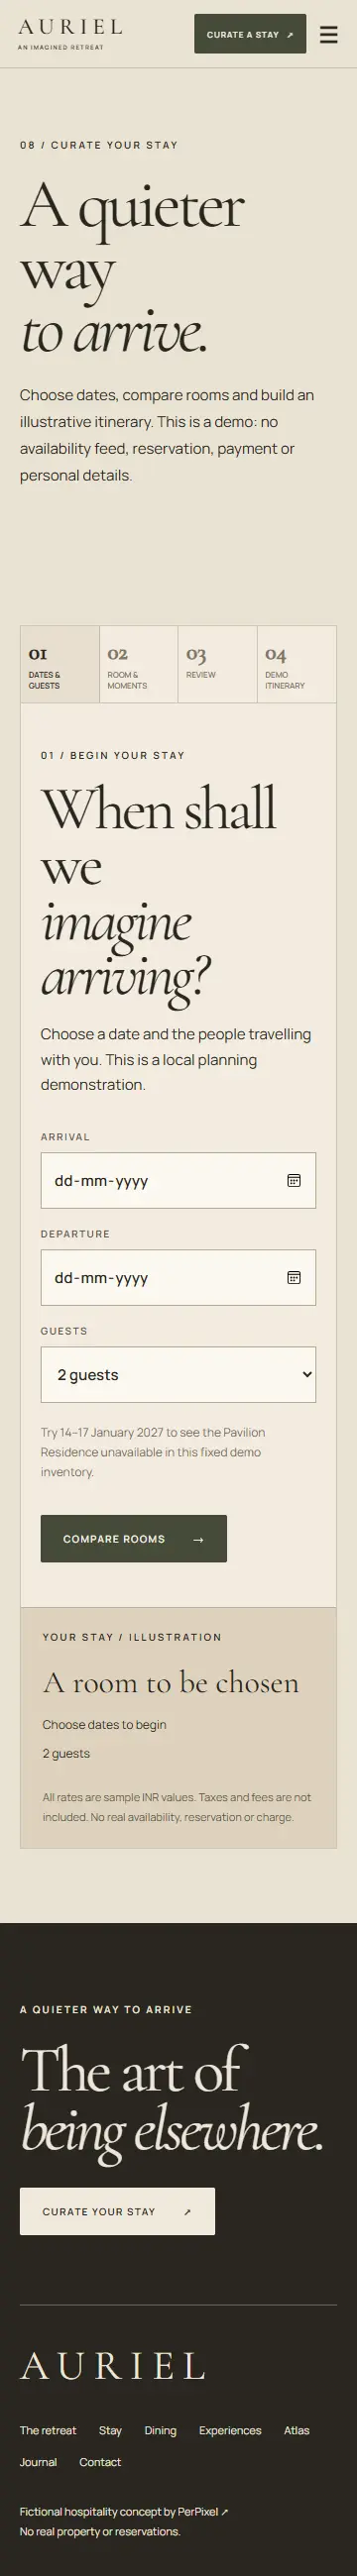 AURIEL
AN IMAGINED RETREAT
CURATE A STAY ↗
08 / CURATE YOUR STAY
A quieter
way
to arrive.
Choose dates, compare rooms and build an
illustrative itinerary. This is a demo: no
availability feed, reservation, payment or
personal details.
01
DATES &
GUESTS
02
ROOM &
MOMENTS
03
REVIEW
04
DEMO
ITINERARY
01 / BEGIN YOUR STAY
When shall
we
imagine
arriving?
Choose a date and the people travelling
with you. This is a local planning
demonstration.
ARRIVAL
dd-mm-yyyy
DEPARTURE
dd-mm-yyyy
GUESTS
2 guests
Try 14–17 January 2027 to see the Pavilion
Residence unavailable in this fixed demo
inventory.
COMPARE ROOMS →
YOUR STAY / ILLUSTRATION
A room to be chosen
Choose dates to begin
2 guests
All rates are sample INR values. Taxes and fees are not
included. No real availability, reservation or charge.
A QUIETER WAY TO ARRIVE
The art of
being elsewhere.
CURATE YOUR STAY ↗
AURIEL
The retreat Stay Dining Experiences Atlas
Journal Contact
Fictional hospitality concept by PerPixel ↗
No real property or reservations.